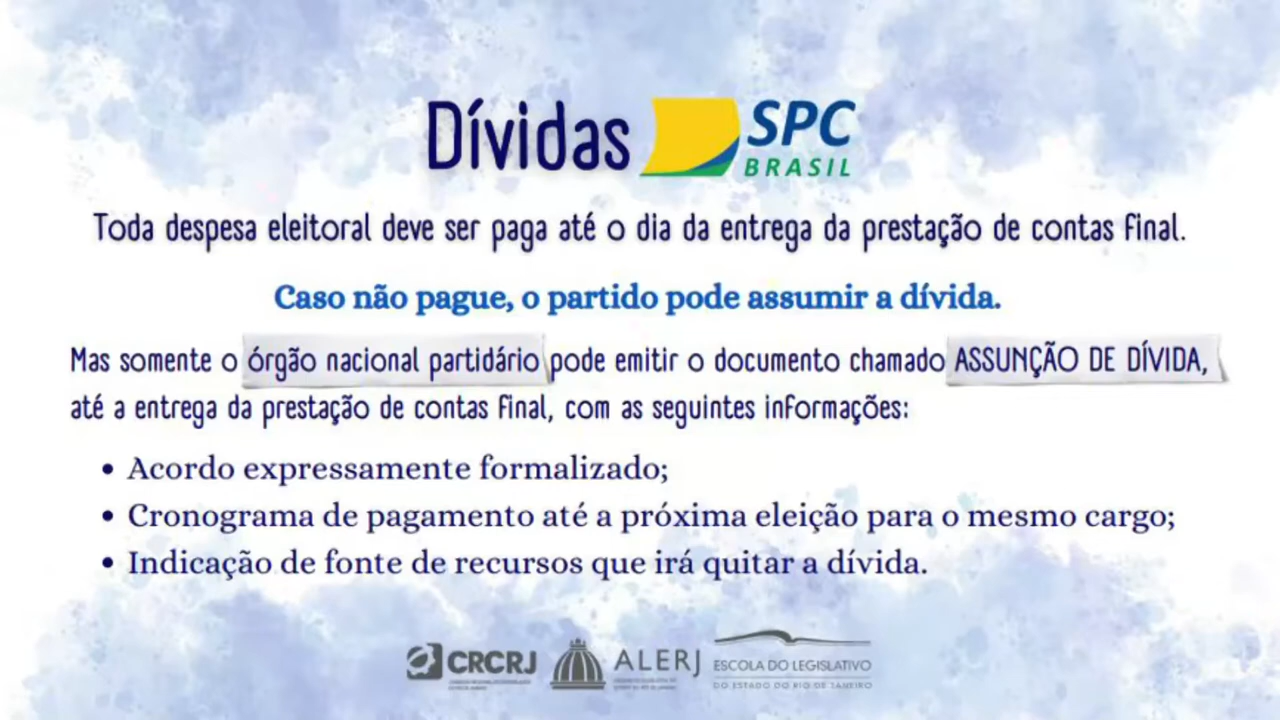 Dívidas SPC
BRASIL
Toda despesa eleitoral deve ser paga até o dia da entrega da prestação de contas final.
Caso não pague, o partido pode assumir a dívida.
Mas somente o órgão nacional partidário pode emitir o documento chamado ASSUNÇÃO DE DÍVIDA,
até a entrega da prestação de contas final, com as seguintes informações:
• Acordo expressamente formalizado;
• Cronograma de pagamento até a próxima eleição para o mesmo cargo;
• Indicação de fonte de recursos que irá quitar a dívida.
CRCRJ ALERJ ESCOLA DO LEGISLATIVO
DO ESTADO DO RIO DE JANEIRO